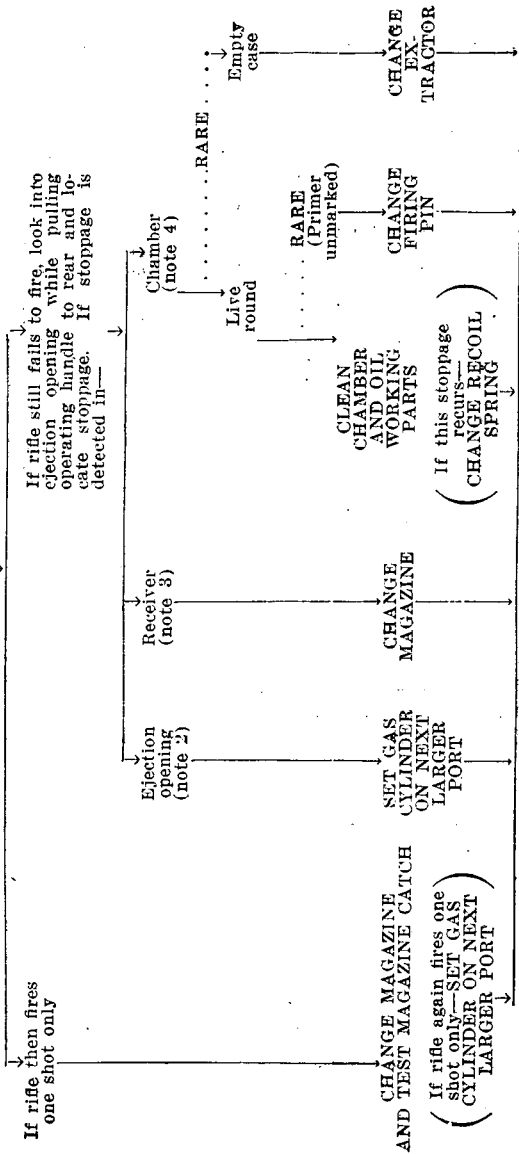 If rifle then fires
one shot only
CHANGE MAGAZINE
AND TEST MAGAZINE CATCH
( If rifle again fires one
shot only—SET GAS
CYLINDER ON NEXT
LARGER PORT )
If rifle still fails to fire, look into
ejection opening while pulling
operating handle to rear and lo-
cate stoppage. If stoppage is
detected in—
Ejection
opening
(note 2)
SET GAS
CYLINDER
ON NEXT
LARGER
PORT
Receiver
(note 3)
CHANGE
MAGAZINE
Chamber
(note 4)
RARE
Live
round
CLEAN
CHAMBER
AND OIL
WORKING
PARTS
( If this stoppage
recurs—
CHANGE RECOIL
SPRING )
RARE
(Primer
unmarked)
CHANGE
FIRING
PIN
Empty
case
CHANGE
EX-
TRACTOR